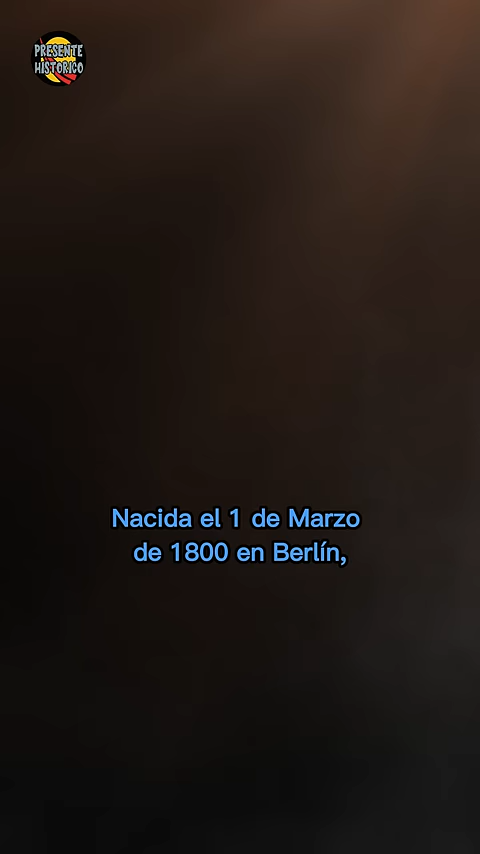 PRESENTE
HISTORICO
Nacida el 1 de Marzo
de 1800 en Berlín,